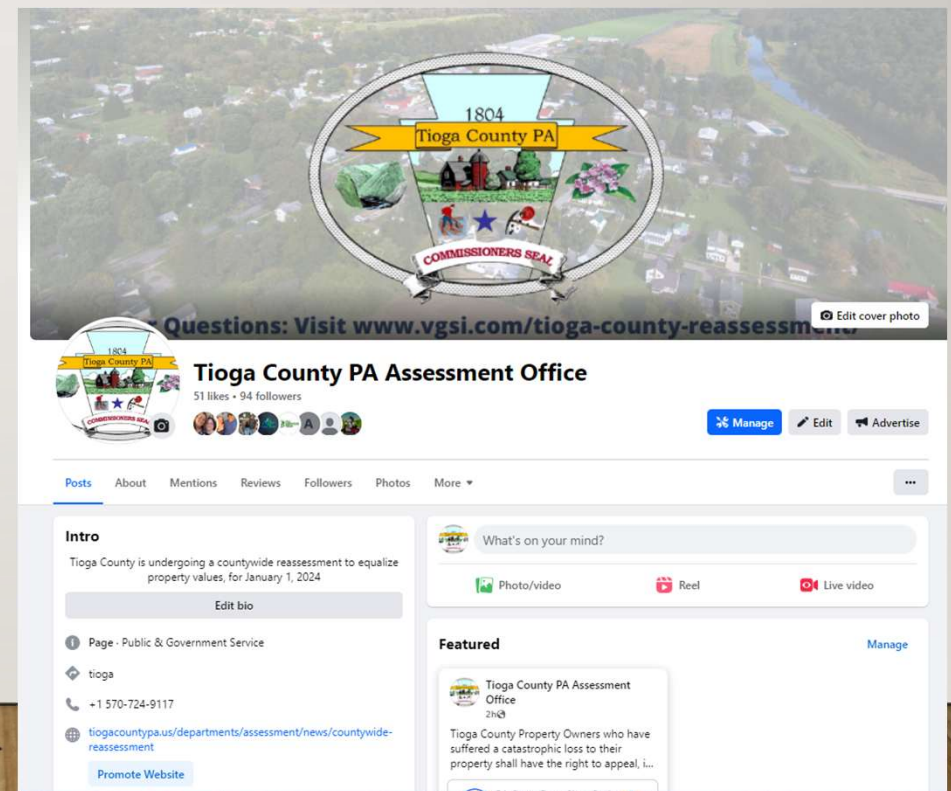 1804
Tioga County PA
COMMISSIONERS SEAL
Edit cover photo
Questions: Visit www.vgsi.com/tioga-county-reassessment/
1804
Tioga County PA
COMMISSIONERS SEAL
Tioga County PA Assessment Office
51 likes • 94 followers
A
Manage
Edit
Advertise
Posts
About
Mentions
Reviews
Followers
Photos
More
Intro
Tioga County is undergoing a countywide reassessment to equalize
property values, for January 1, 2024
Edit bio
Page · Public & Government Service
tioga
+1 570-724-9117
tiogacountypa.us/departments/assessment/news/countywide-
reassessment
Promote Website
What's on your mind?
Photo/video
Reel
Live video
Featured
Manage
Tioga County PA Assessment
Office
2h
Tioga County Property Owners who have
suffered a catastrophic loss to their
property shall have the right to appeal, i...